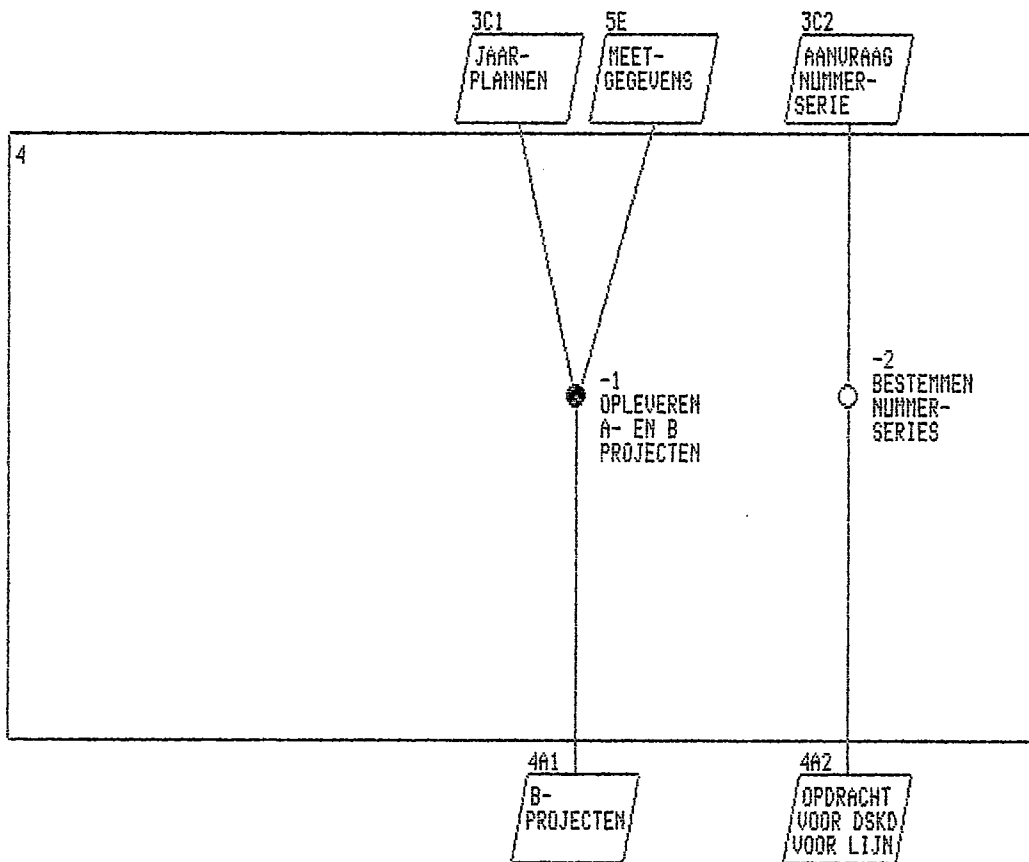 3C1
JAAR-
PLANNEN
5E
MEET-
GEGEVENS
3C2
AANVRAAG
NUMMER-
SERIE
4
-1
OPLEVEREN
A- EN B
PROJECTEN
-2
BESTEMMEN
NUMMER-
SERIES
4A1
B-
PROJECTEN
4A2
OPDRACHT
VOOR DSKD
VOOR LIJN